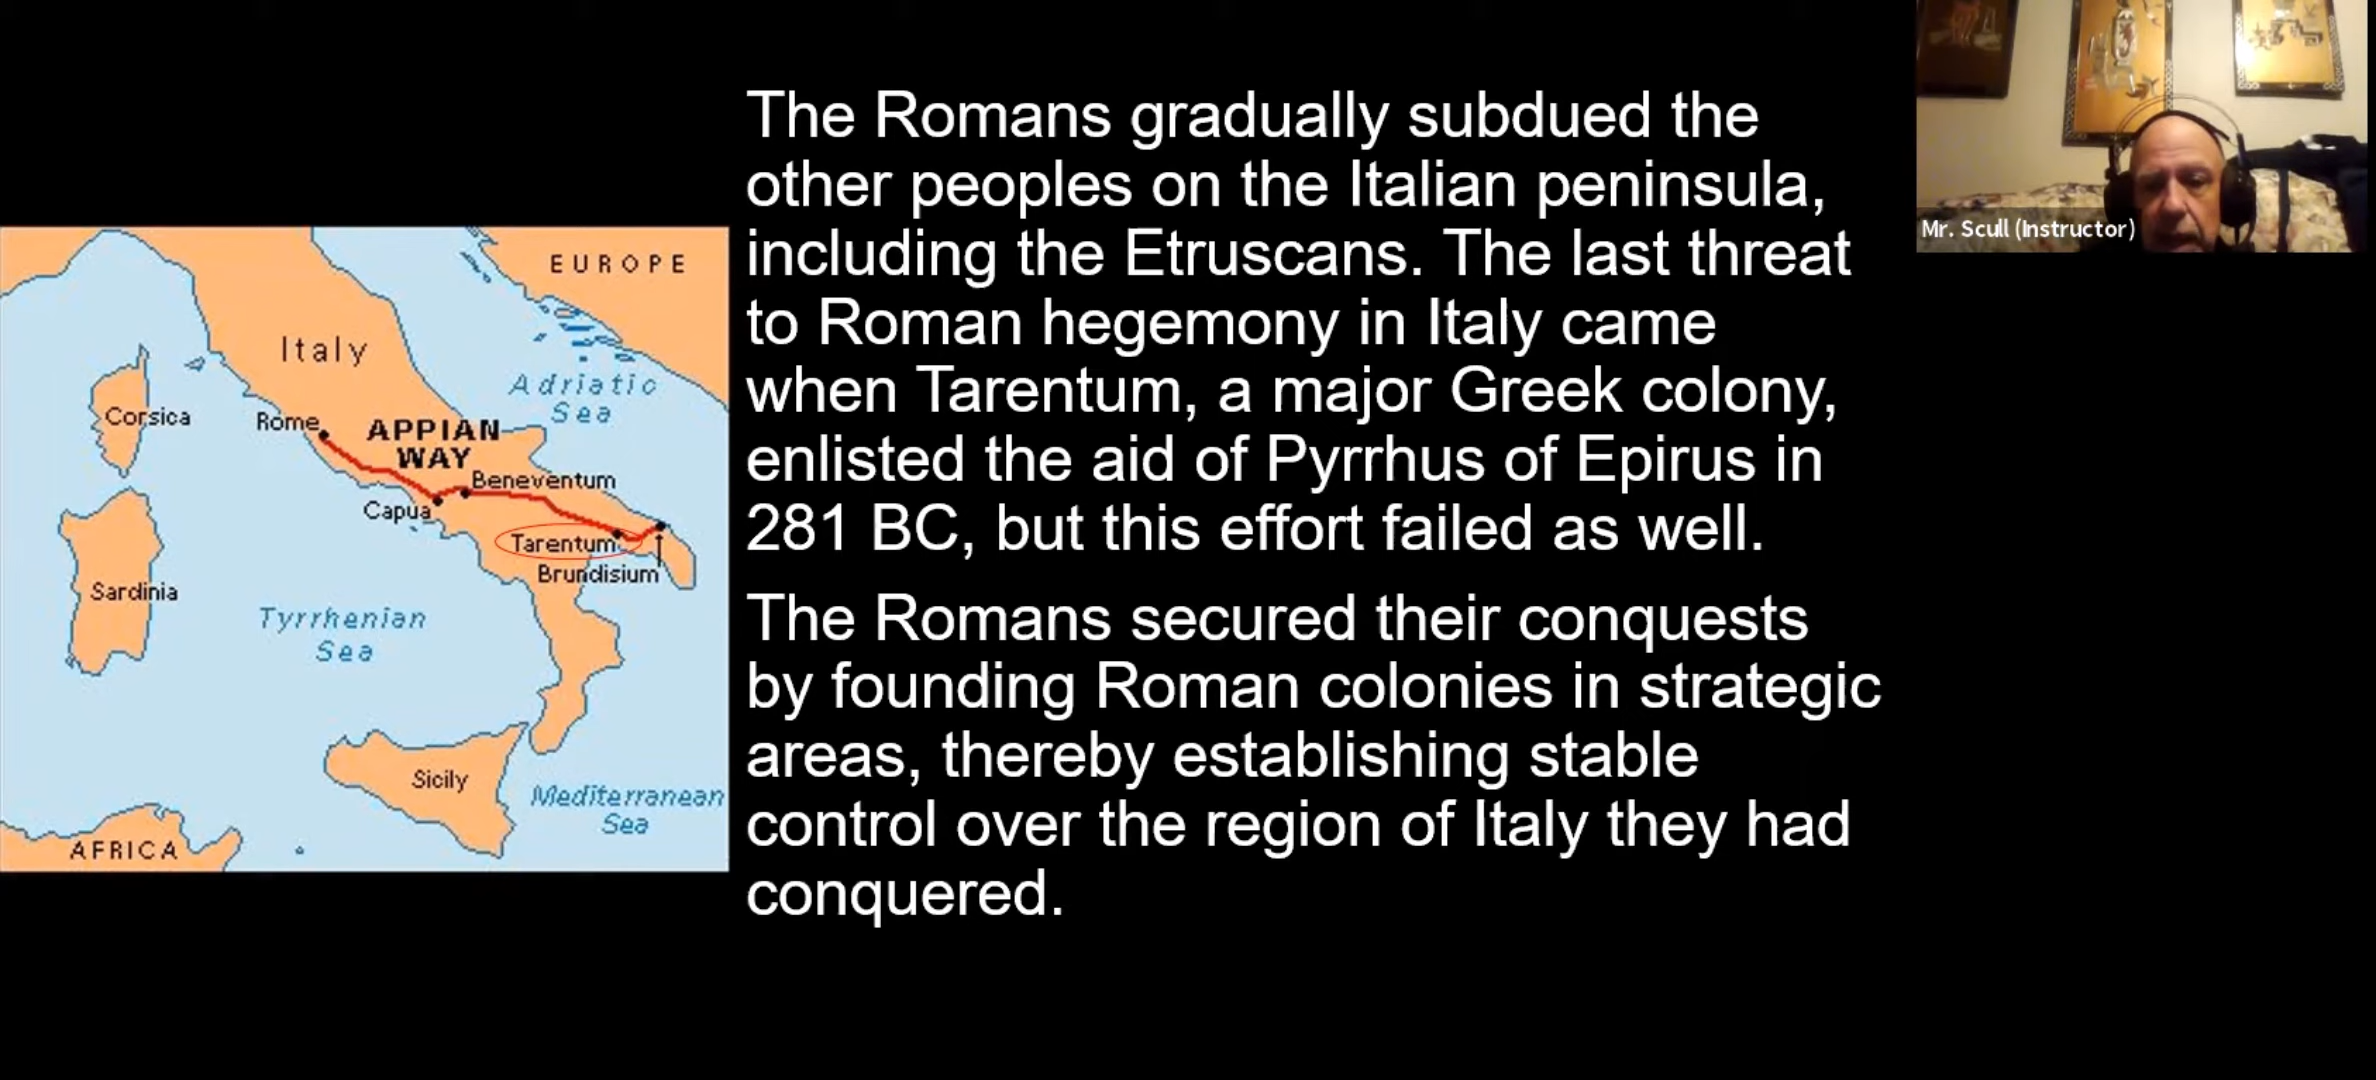 The Romans gradually subdued the
other peoples on the Italian peninsula,
including the Etruscans. The last threat
to Roman hegemony in Italy came
when Tarentum, a major Greek colony,
enlisted the aid of Pyrrhus of Epirus in
281 BC, but this effort failed as well.
The Romans secured their conquests
by founding Roman colonies in strategic
areas, thereby establishing stable
control over the region of Italy they had
conquered.
Mr. Scull (Instructor)
EUROPE
Italy
Adriatic
Sea
Corsica
Rome
APPIAN
WAY
Beneventum
Capua
Tarentum
Brundisium
Sardinia
Tyrrhenian
Sea
Sicily
Mediterranean
Sea
AFRICA